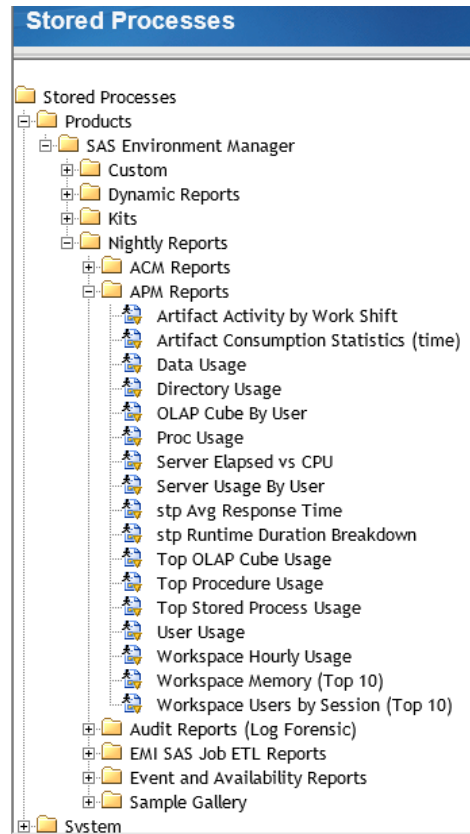 Stored Processes
Stored Processes
Products
SAS Environment Manager
Custom
Dynamic Reports
Kits
Nightly Reports
ACM Reports
APM Reports
Artifact Activity by Work Shift
Artifact Consumption Statistics (time)
Data Usage
Directory Usage
OLAP Cube By User
Proc Usage
Server Elapsed vs CPU
Server Usage By User
stp Avg Response Time
stp Runtime Duration Breakdown
Top OLAP Cube Usage
Top Procedure Usage
Top Stored Process Usage
User Usage
Workspace Hourly Usage
Workspace Memory (Top 10)
Workspace Users by Session (Top 10)
Audit Reports (Log Forensic)
EMI SAS Job ETL Reports
Event and Availability Reports
Sample Gallery
System